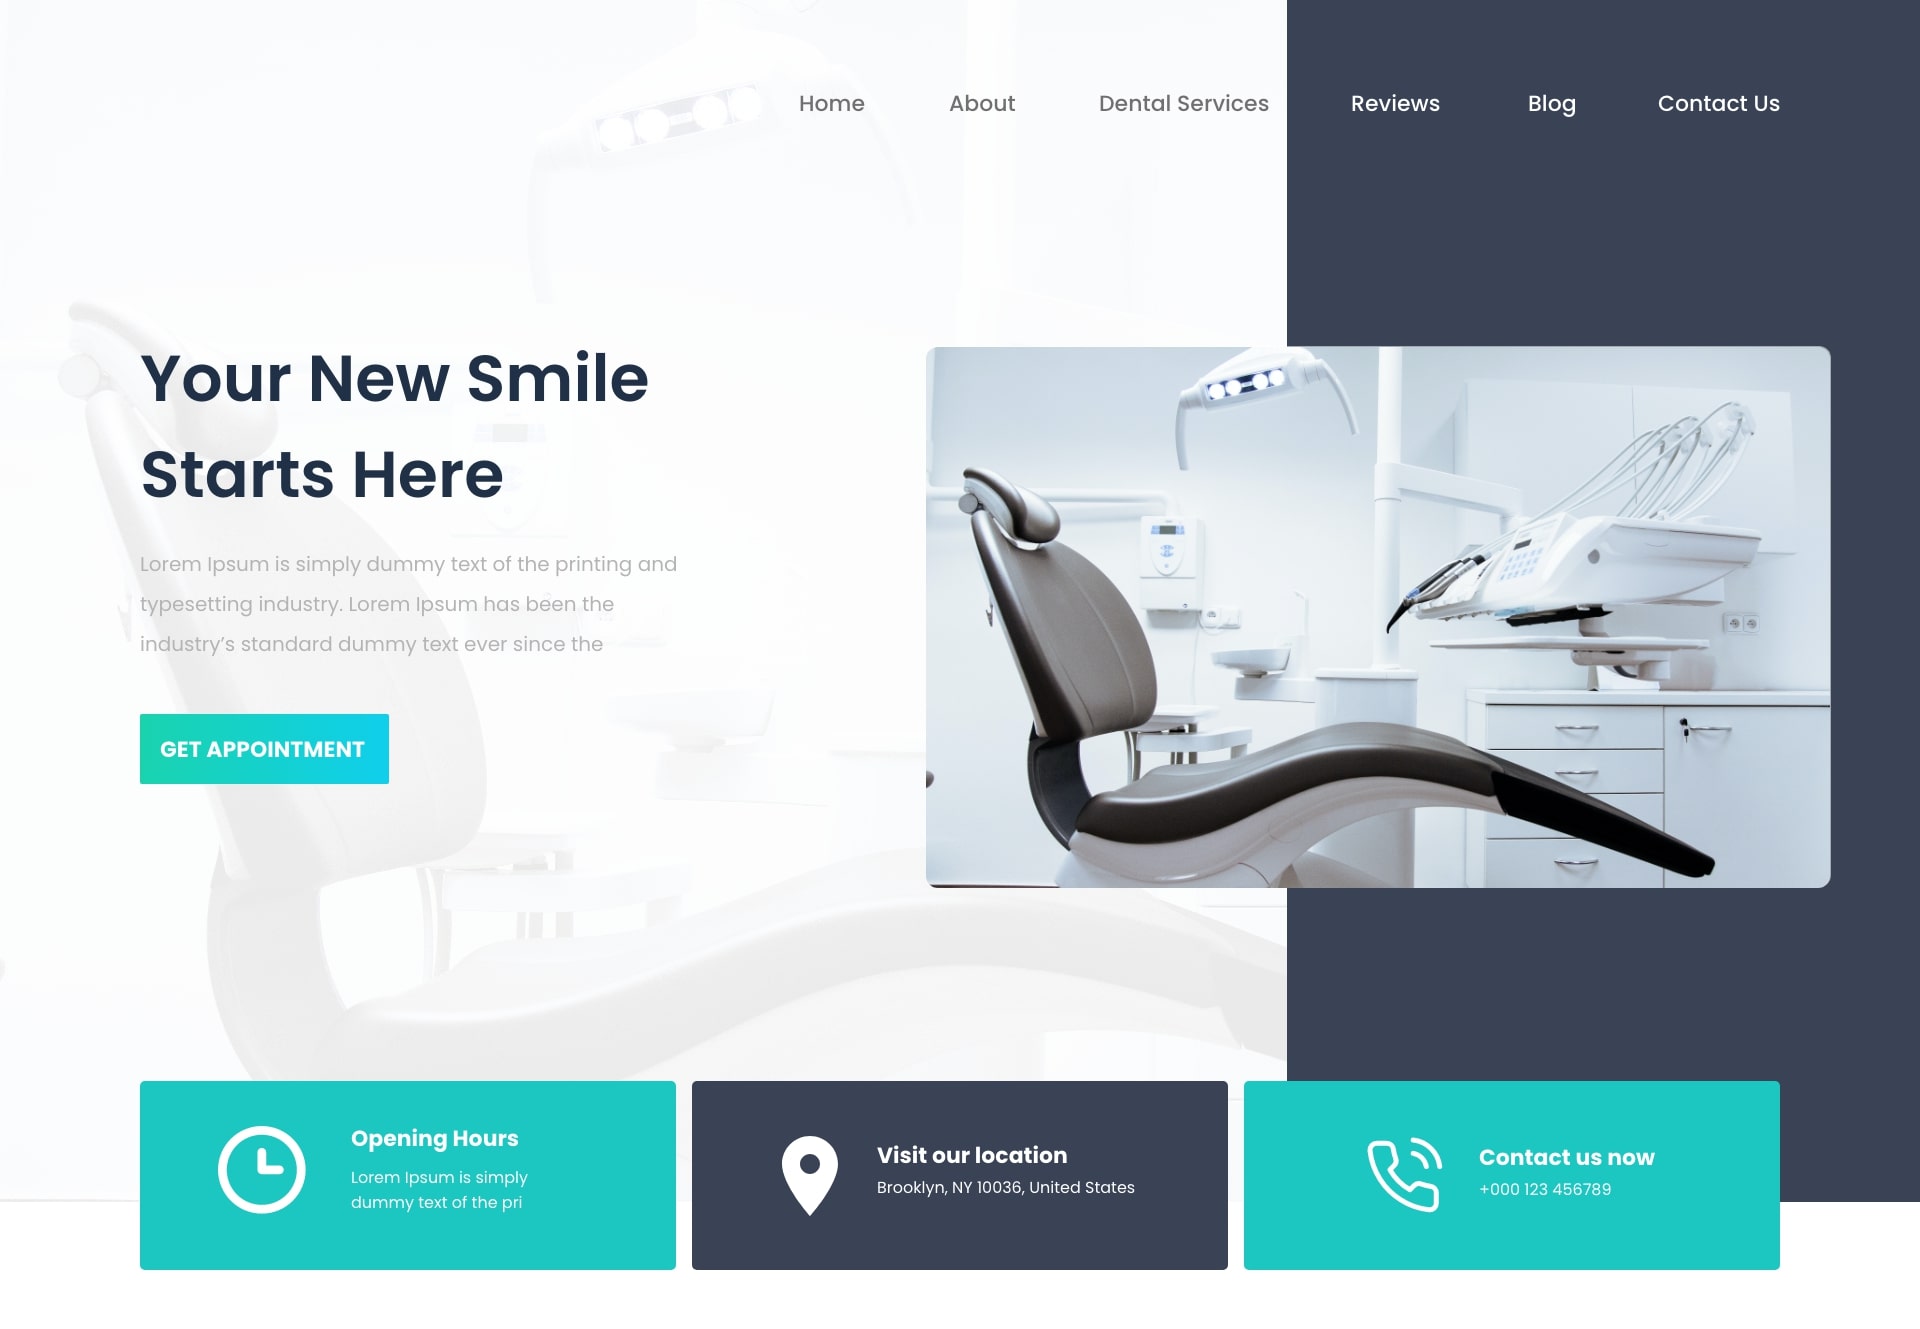 Home About Dental Services Reviews Blog Contact Us
Your New Smile
Starts Here
Lorem Ipsum is simply dummy text of the printing and
typesetting industry. Lorem Ipsum has been the
industry’s standard dummy text ever since the
GET APPOINTMENT
Opening Hours
Lorem Ipsum is simply
dummy text of the pri
Visit our location
Brooklyn, NY 10036, United States
Contact us now
+000 123 456789